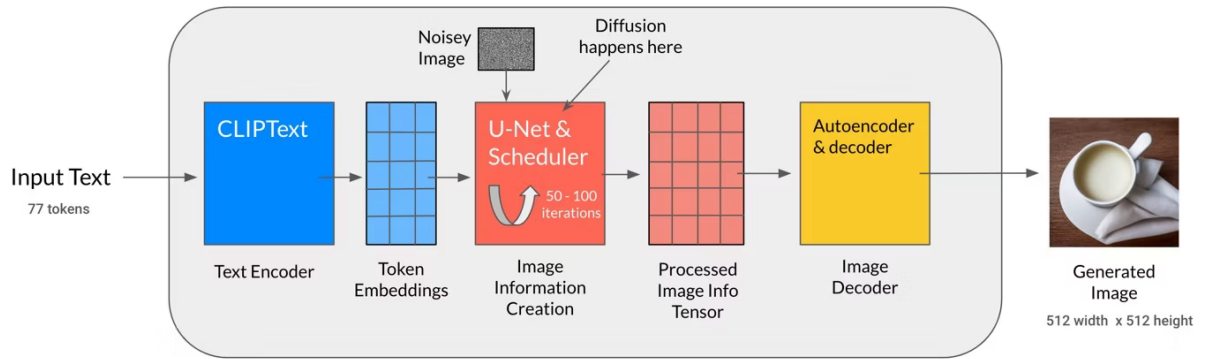 Noisey
Image
Diffusion
happens here
Input Text
77 tokens
CLIPText
U-Net &
Scheduler
50 - 100
iterations
Autoencoder
& decoder
Text Encoder
Token
Embeddings
Image
Information
Creation
Processed
Image Info
Tensor
Image
Decoder
Generated
Image
512 width x 512 height